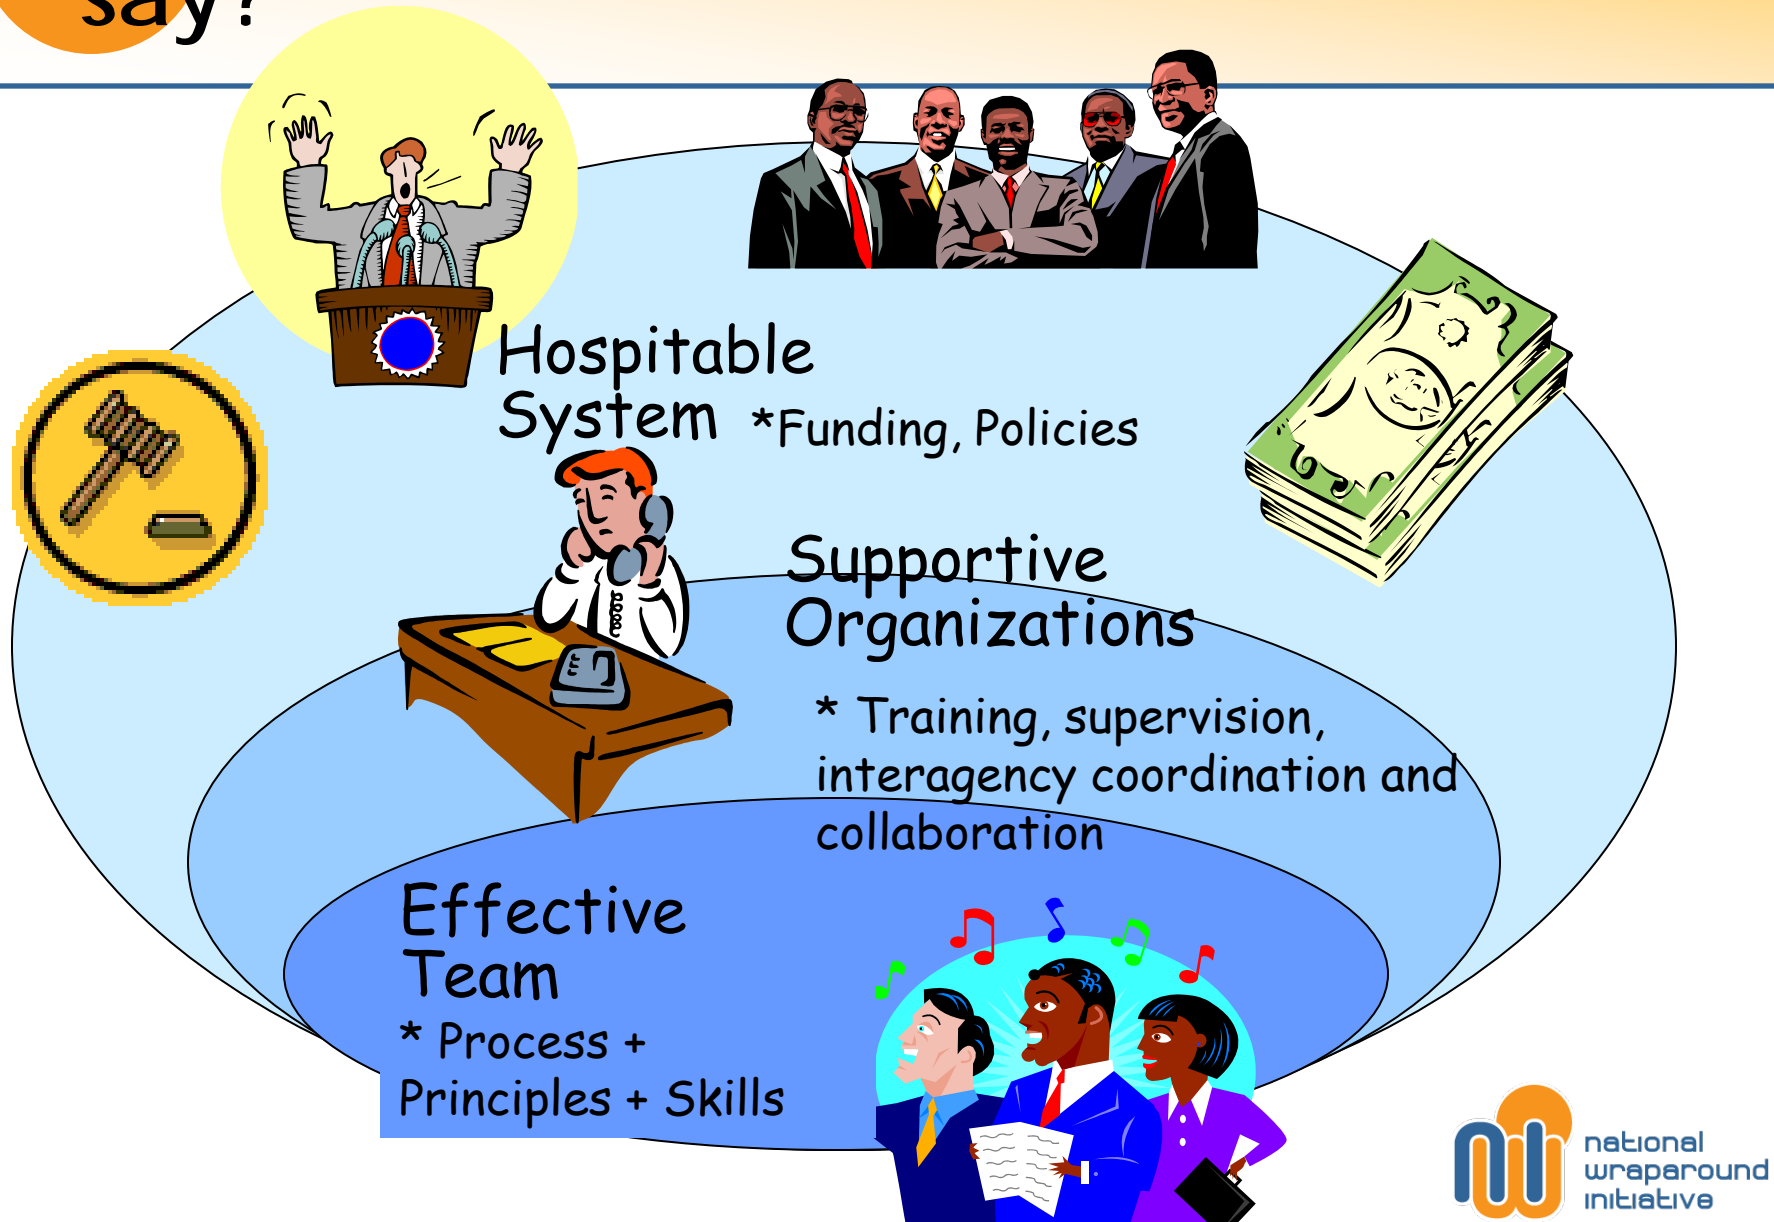 say?
Hospitable
System
*Funding, Policies
Supportive
Organizations
* Training, supervision,
interagency coordination and
collaboration
Effective
Team
* Process +
Principles + Skills
national
wraparound
initiative